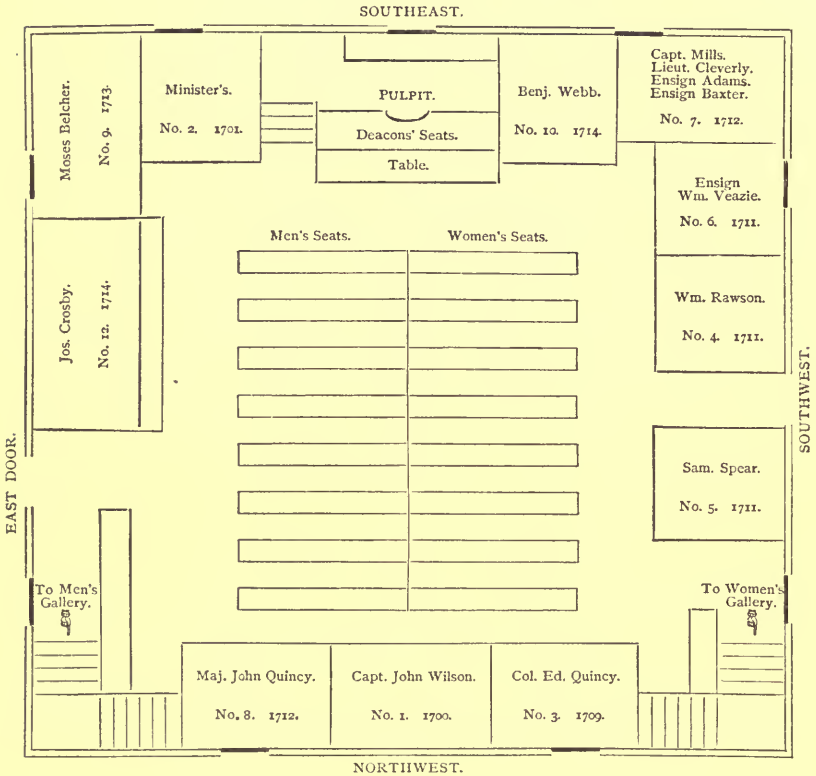 SOUTHEAST.
Moses Belcher.
No. 9. 1713.
Minister's.
No. 2. 1701.
PULPIT.
Deacons' Seats.
Table.
Benj. Webb.
No. 10. 1714.
Capt. Mills.
Lieut. Cleverly.
Ensign Adams.
Ensign Baxter.
No. 7. 1712.
Ensign
Wm. Veazie.
No. 6. 1711.
Men's Seats.
Women's Seats.
Jos. Crosby.
No. 12. 1714.
Wm. Rawson.
No. 4. 1711.
SOUTHWEST.
EAST DOOR.
Sam. Spear.
No. 5. 1711.
To Men's
Gallery.
To Women's
Gallery.
Maj. John Quincy.
No. 8. 1712.
Capt. John Wilson.
No. 1. 1700.
Col. Ed. Quincy.
No. 3. 1709.
NORTHWEST.